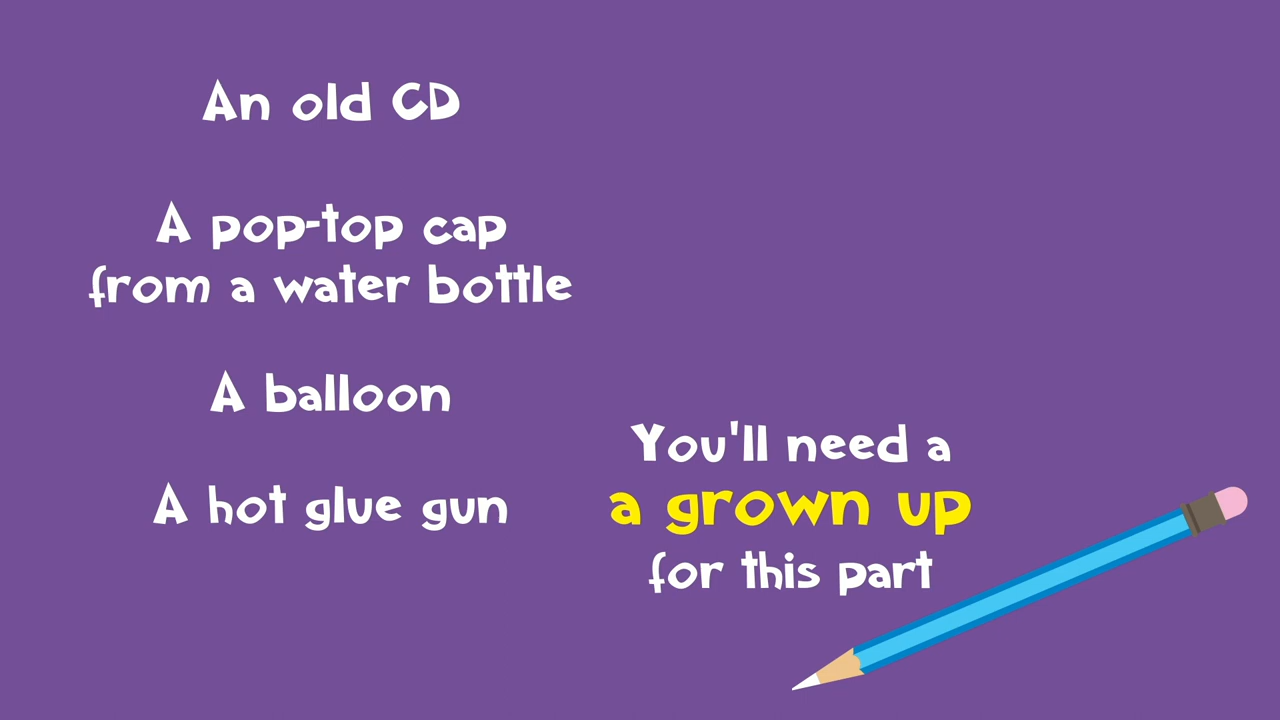 An old CD
A pop-top cap
from a water bottle
A balloon
A hot glue gun
You'll need a
a grown up
for this part